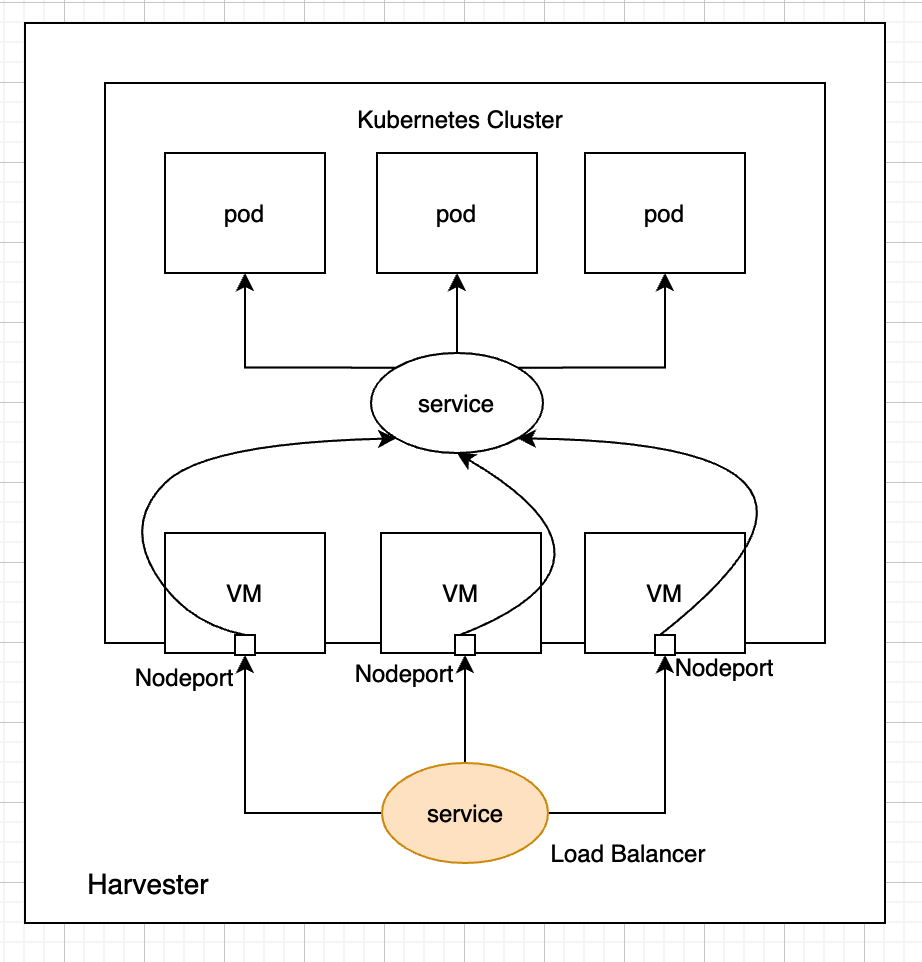 Kubernetes Cluster
pod
pod
pod
service
VM
VM
VM
Nodeport
Nodeport
Nodeport
service
Load Balancer
Harvester